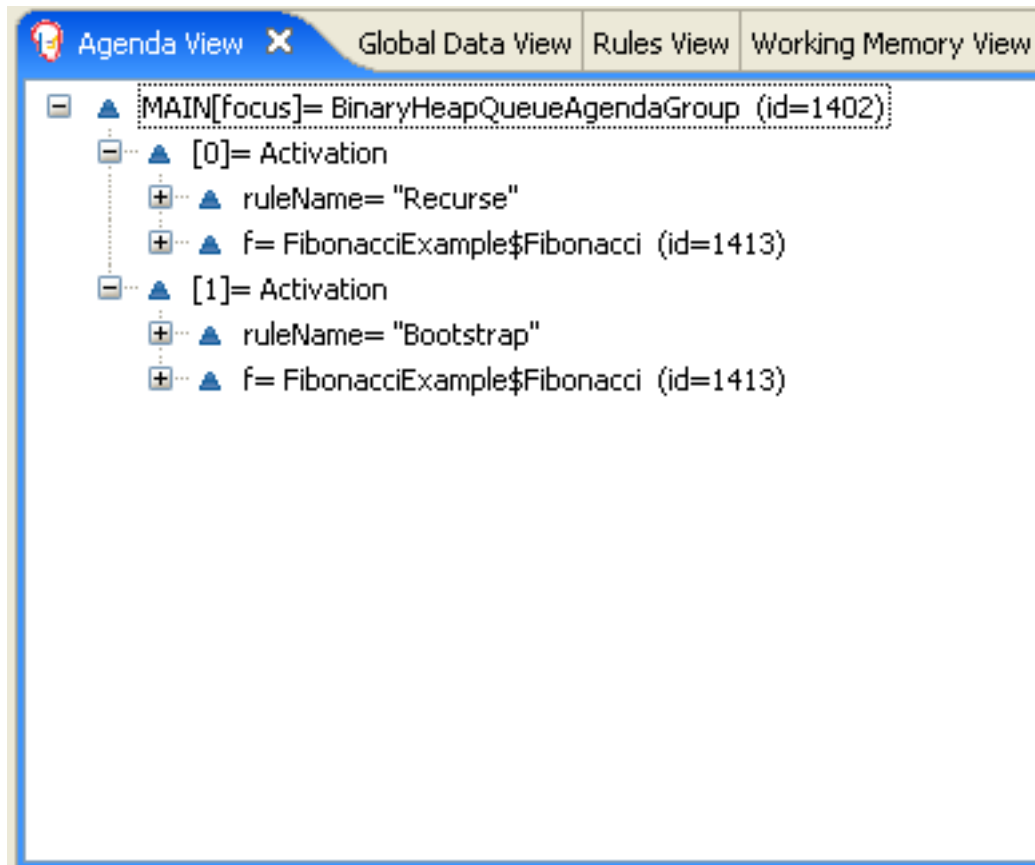 Agenda View Global Data View Rules View Working Memory View
MAIN[focus]= BinaryHeapQueueAgendaGroup (id=1402)
[0]= Activation
ruleName= "Recurse"
f= FibonacciExample$Fibonacci (id=1413)
[1]= Activation
ruleName= "Bootstrap"
f= FibonacciExample$Fibonacci (id=1413)